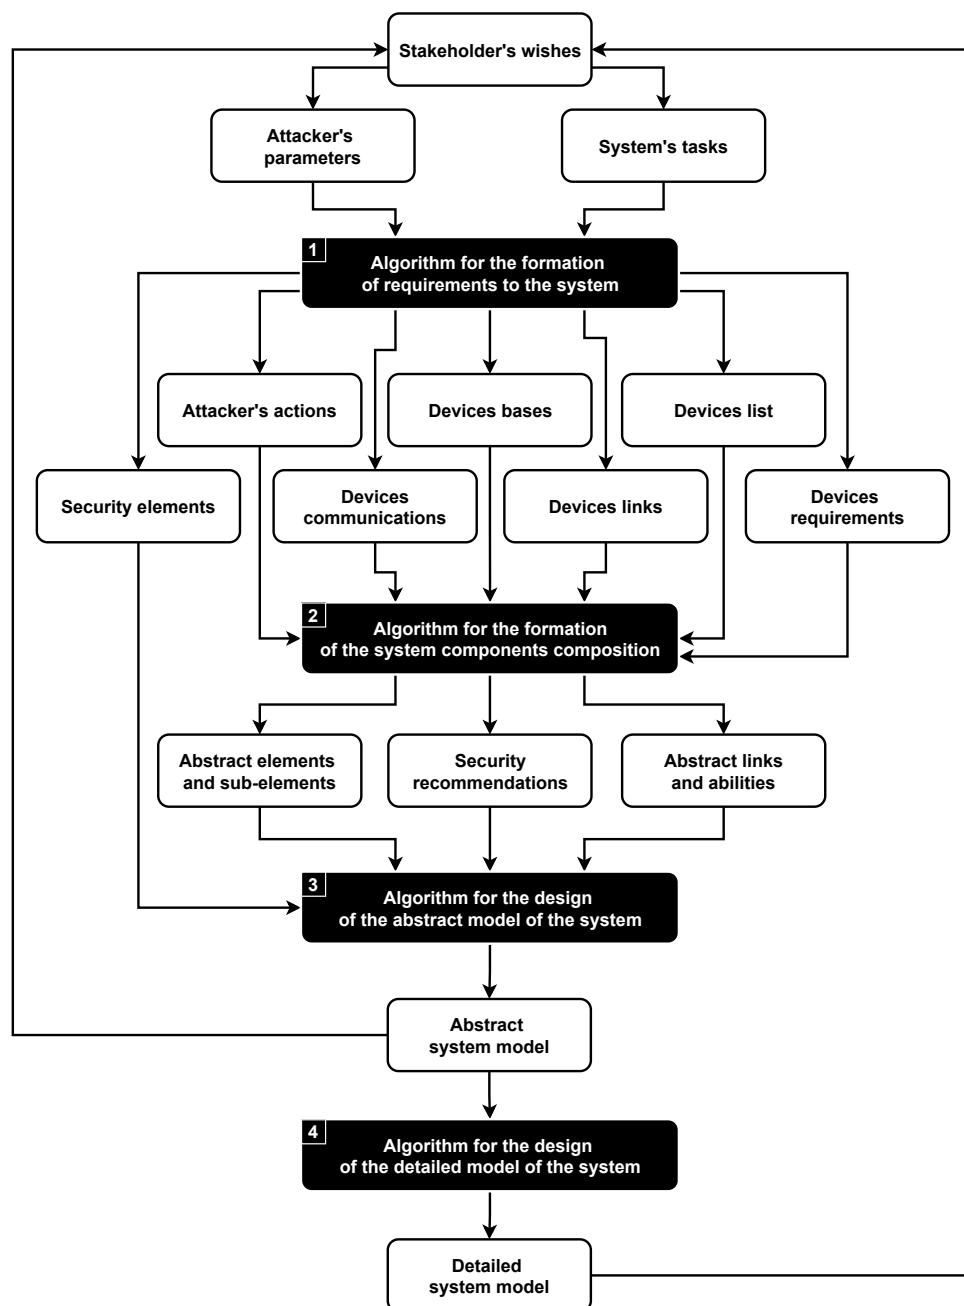 Stakeholder's wishes
Attacker's
parameters
System's tasks
1
Algorithm for the formation
of requirements to the system
Attacker's actions
Devices bases
Devices list
Security elements
Devices
communications
Devices links
Devices
requirements
2
Algorithm for the formation
of the system components composition
Abstract elements
and sub-elements
Security
recommendations
Abstract links
and abilities
3
Algorithm for the design
of the abstract model of the system
Abstract
system model
4
Algorithm for the design
of the detailed model of the system
Detailed
system model